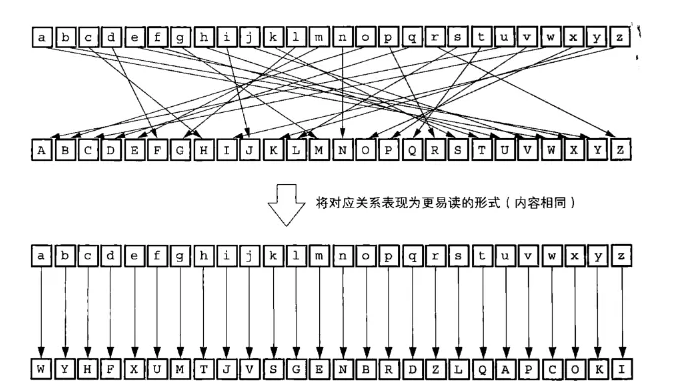 a b c d e f g h i j k l m n o p q r s t u v w x y z
A B C D E F G H I J K L M N O P Q R S T U V W X Y Z
将对应关系表现为更易读的形式（内容相同）
a b c d e f g h i j k l m n o p q r s t u v w x y z
W Y H F X U M T J V S G E N B R D Z L Q A P C O K I